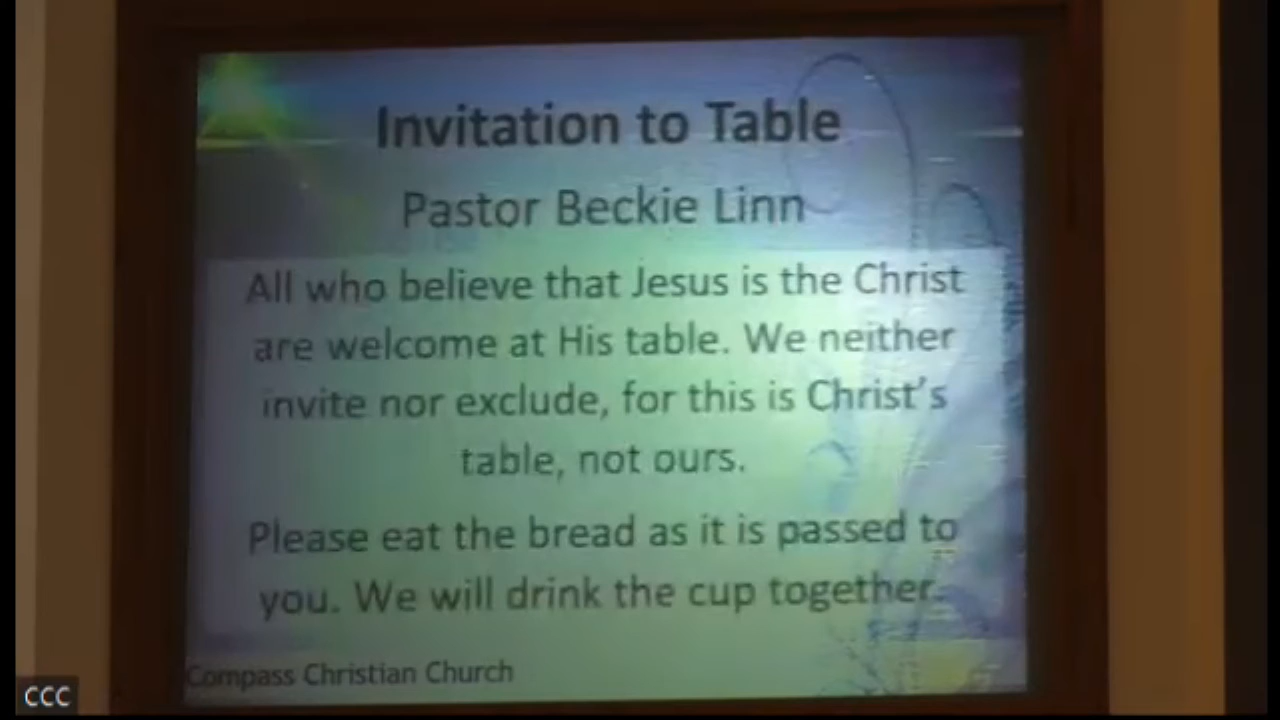 Invitation to Table
Pastor Beckie Linn
All who believe that Jesus is the Christ
are welcome at His table. We neither
invite nor exclude, for this is Christ's
table, not ours.
Please eat the bread as it is passed to
you. We will drink the cup together.
Compass Christian Church
CCC